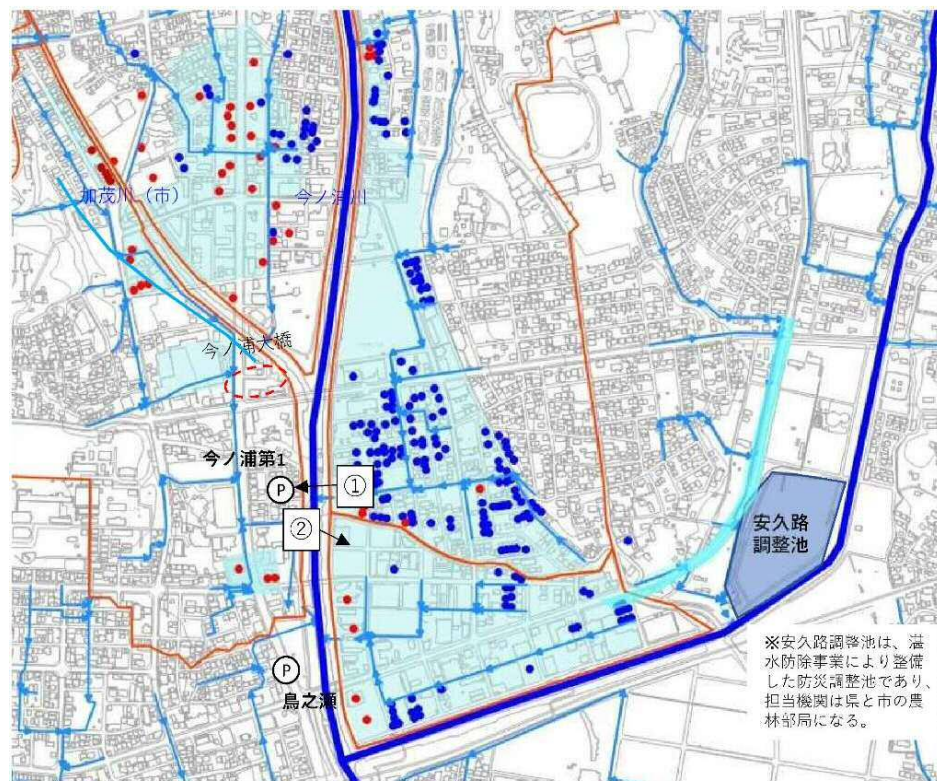 加茂川（市）
今ノ浦川
今ノ浦大橋
今ノ浦第1
P
①
②
安久路
調整池
P
鳥之瀬
※安久路調整池は、溢
水防除事業により整備
した防災調整池であり、
担当機関は県と市の農
林部局になる。